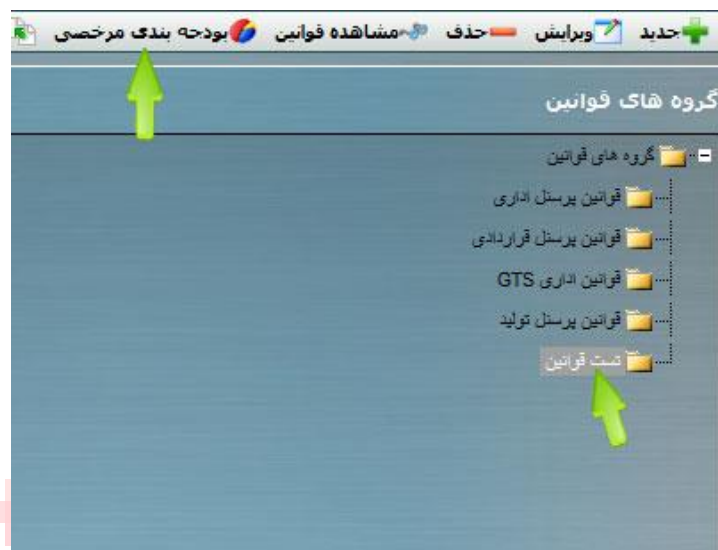 جدید ویرایش حذف مشاهده قوانین بودجه بندی مرخصی
گروه های قوانین
گروه های قوانین
قوانین پرسنل اداری
قوانین پرسنل قراردادی
قوانین اداری GTS
قوانین پرسنل تولید
تست قوانین